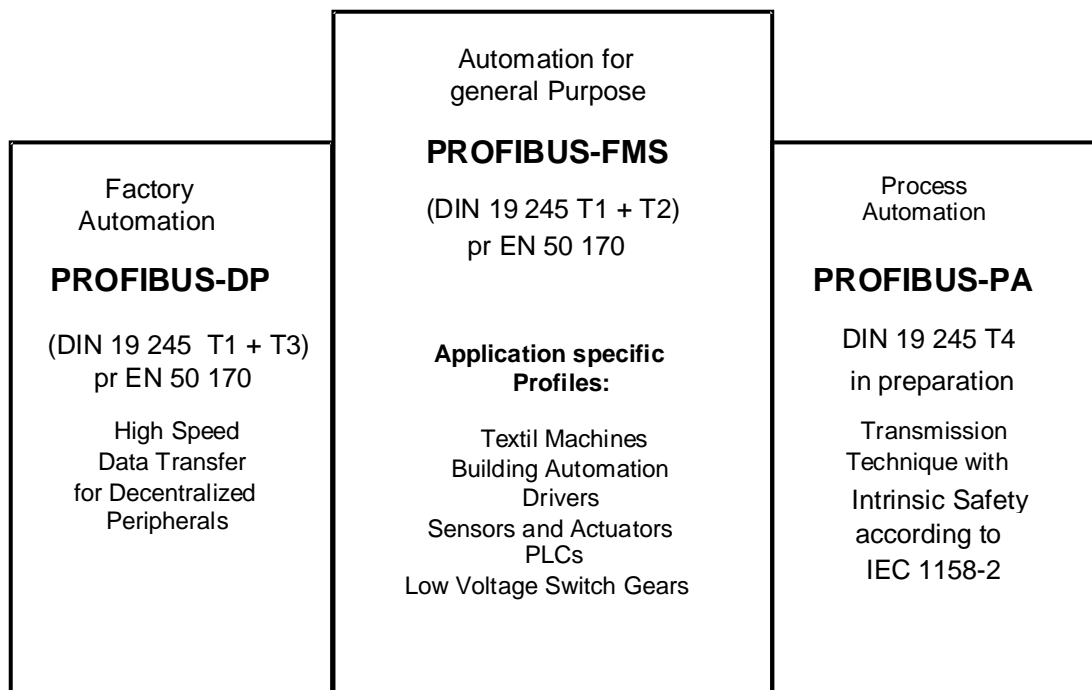 Factory
Automation
PROFIBUS-DP
(DIN 19 245 T1 + T3)
pr EN 50 170
High Speed
Data Transfer
for Decentralized
Peripherals
Automation for
general Purpose
PROFIBUS-FMS
(DIN 19 245 T1 + T2)
pr EN 50 170
Application specific
Profiles:
Textil Machines
Building Automation
Drivers
Sensors and Actuators
PLCs
Low Voltage Switch Gears
Process
Automation
PROFIBUS-PA
DIN 19 245 T4
in preparation
Transmission
Technique with
Intrinsic Safety
according to
IEC 1158-2